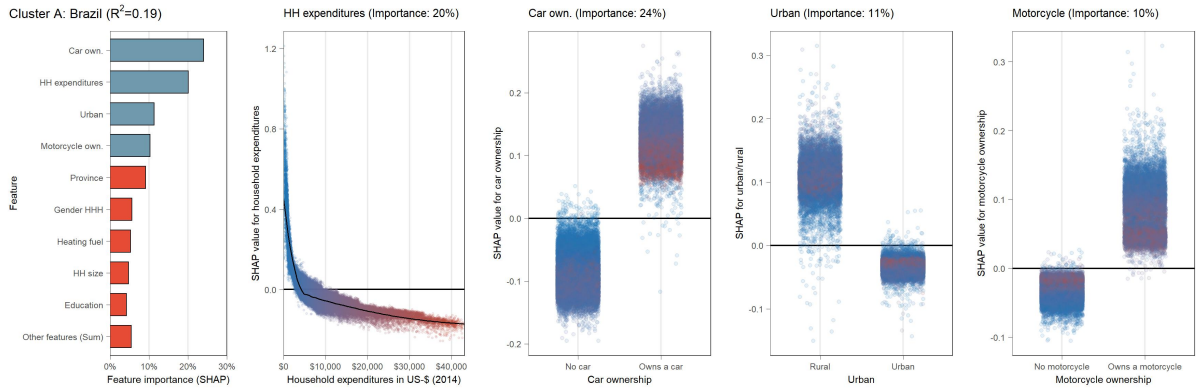 Cluster A: Brazil (R²=0.19)
Feature
Car own.
HH expenditures
Urban
Motorcycle own.
Province
Gender HHH
Heating fuel
HH size
Education
Other features (Sum)
0%
10%
20%
30%
Feature importance (SHAP)
HH expenditures (Importance: 20%)
SHAP value for household expenditures
1.2
0.8
0.4
0.0
$0
$10,000
$20,000
$30,000
$40,000
Household expenditures in US-$ (2014)
Car own. (Importance: 24%)
SHAP value for car ownership
0.2
0.1
0.0
-0.1
-0.2
No car
Owns a car
Car ownership
Urban (Importance: 11%)
SHAP for urban/rural
0.3
0.2
0.1
0.0
-0.1
Rural
Urban
Urban
Motorcycle (Importance: 10%)
SHAP value for motorcycle ownership
0.3
0.2
0.1
0.0
-0.1
No motorcycle
Owns a motorcycle
Motorcycle ownership